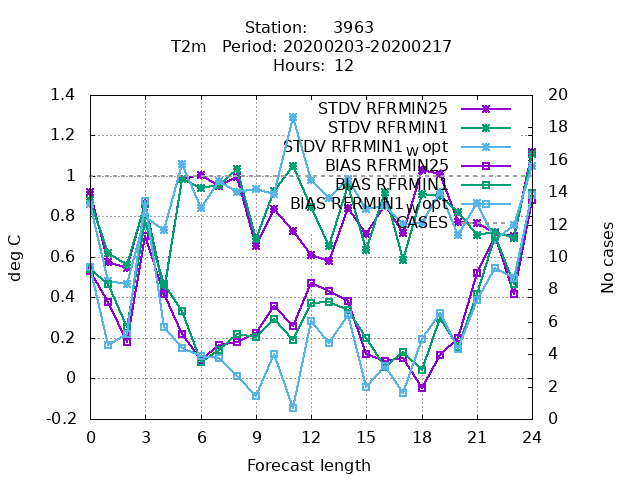 Station: 3963
T2m Period: 20200203-20200217
Hours: 12
STDV RFRMIN25
STDV RFRMIN1
STDV RFRMIN1w opt
BIAS RFRMIN25
BIAS RFRMIN1
BIAS RFRMIN1w opt
CASES
1.4
1.2
1
0.8
0.6
0.4
0.2
0
-0.2
deg C
20
18
16
14
12
10
8
6
4
2
0
No cases
0 3 6 9 12 15 18 21 24
Forecast length